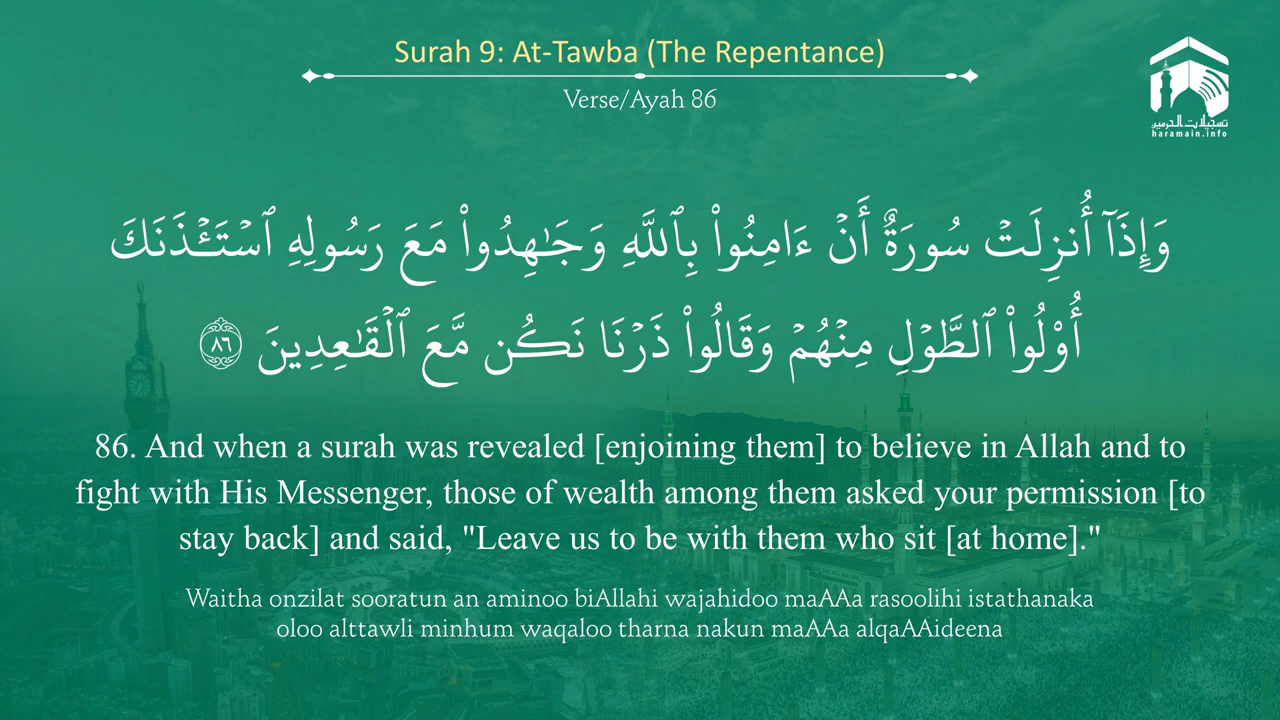 Surah 9: At-Tawba (The Repentance)
Verse/Ayah 86
تسجيلات الحرمين
haramain.info
وَإِذَآ أُنزِلَتْ سُورَةٌ أَنْ ءَامِنُوا۟ بِٱللَّهِ وَجَـٰهِدُوا۟ مَعَ رَسُولِهِ ٱسْتَـْٔذَنَكَ
أُو۟لُوا۟ ٱلطَّوْلِ مِنْهُمْ وَقَالُوا۟ ذَرْنَا نَكُن مَّعَ ٱلْقَـٰعِدِينَ ٨٦
86. And when a surah was revealed [enjoining them] to believe in Allah and to
fight with His Messenger, those of wealth among them asked your permission [to
stay back] and said, "Leave us to be with them who sit [at home]."
Waitha onzilat sooratun an aminoo biAllahi wajahidoo maAAa rasoolihi istathanaka
oloo alttawli minhum waqaloo tharna nakun maAAa alqaAAideena